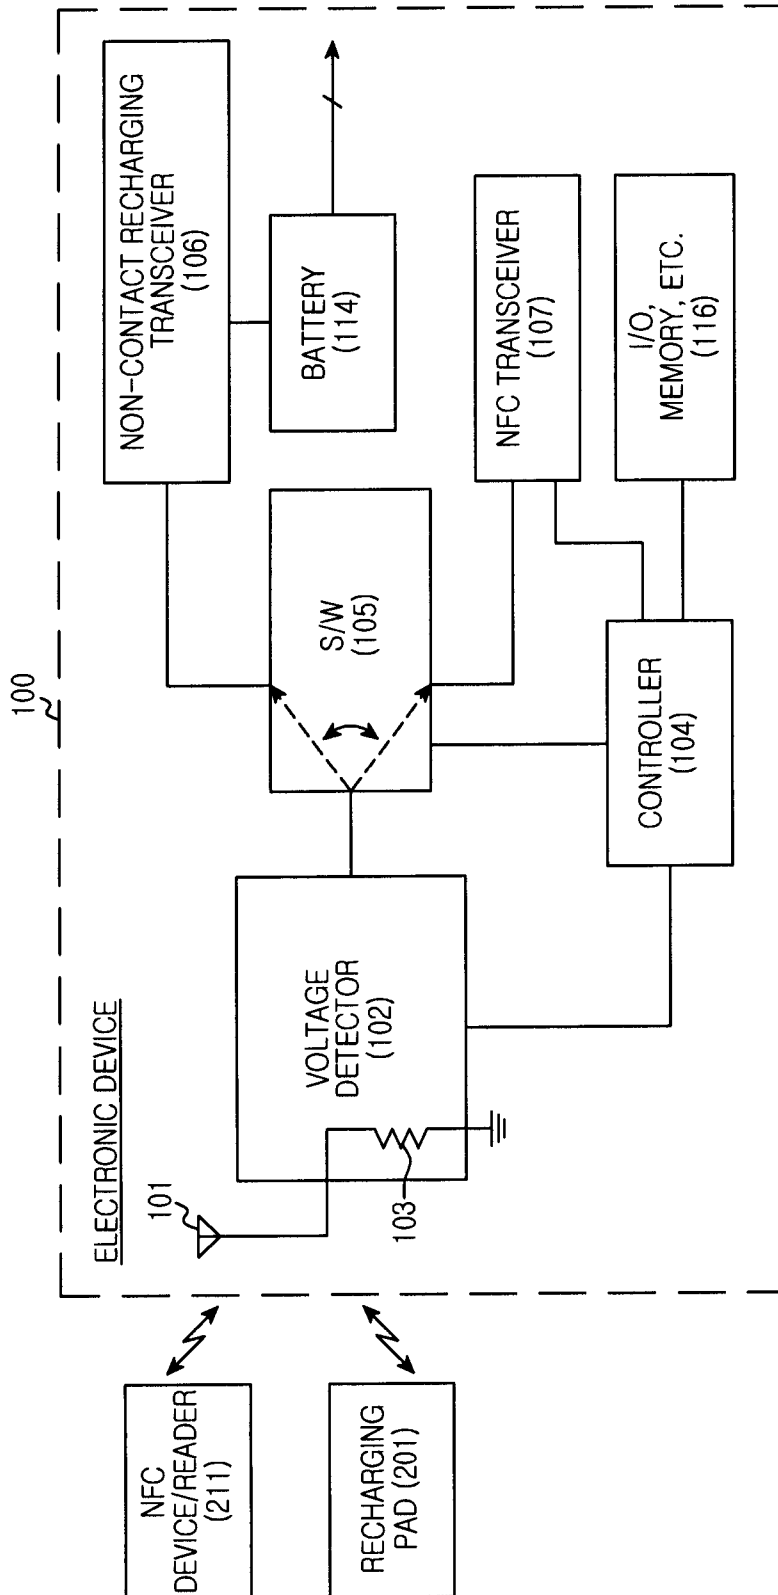 100
ELECTRONIC DEVICE
NFC
DEVICE/READER
(211)
RECHARGING
PAD (201)
101
103
VOLTAGE
DETECTOR
(102)
S/W
(105)
NON-CONTACT RECHARGING
TRANSCEIVER
(106)
BATTERY
(114)
NFC TRANSCEIVER
(107)
CONTROLLER
(104)
I/O,
MEMORY, ETC.
(116)